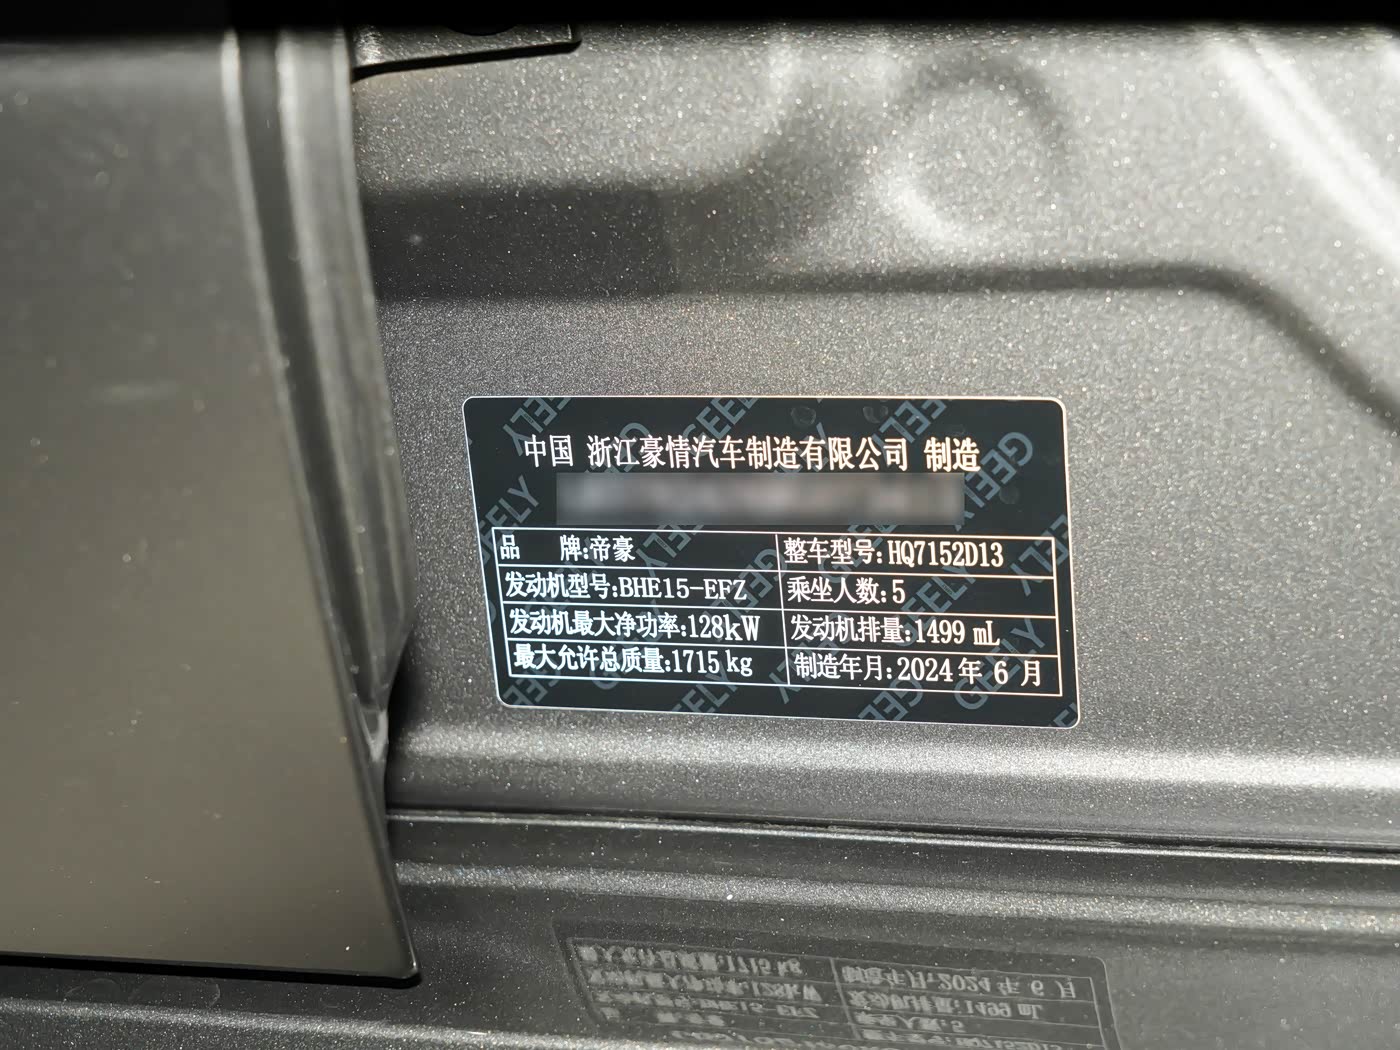 中国 浙江豪情汽车制造有限公司 制造
品 牌:帝豪 整车型号:HQ7152D13
发动机型号:BHE15-EFZ 乘坐人数:5
发动机最大净功率:128kW 发动机排量:1499 mL
最大允许总质量:1715 kg 制造年月:2024 年 6 月
GEELY